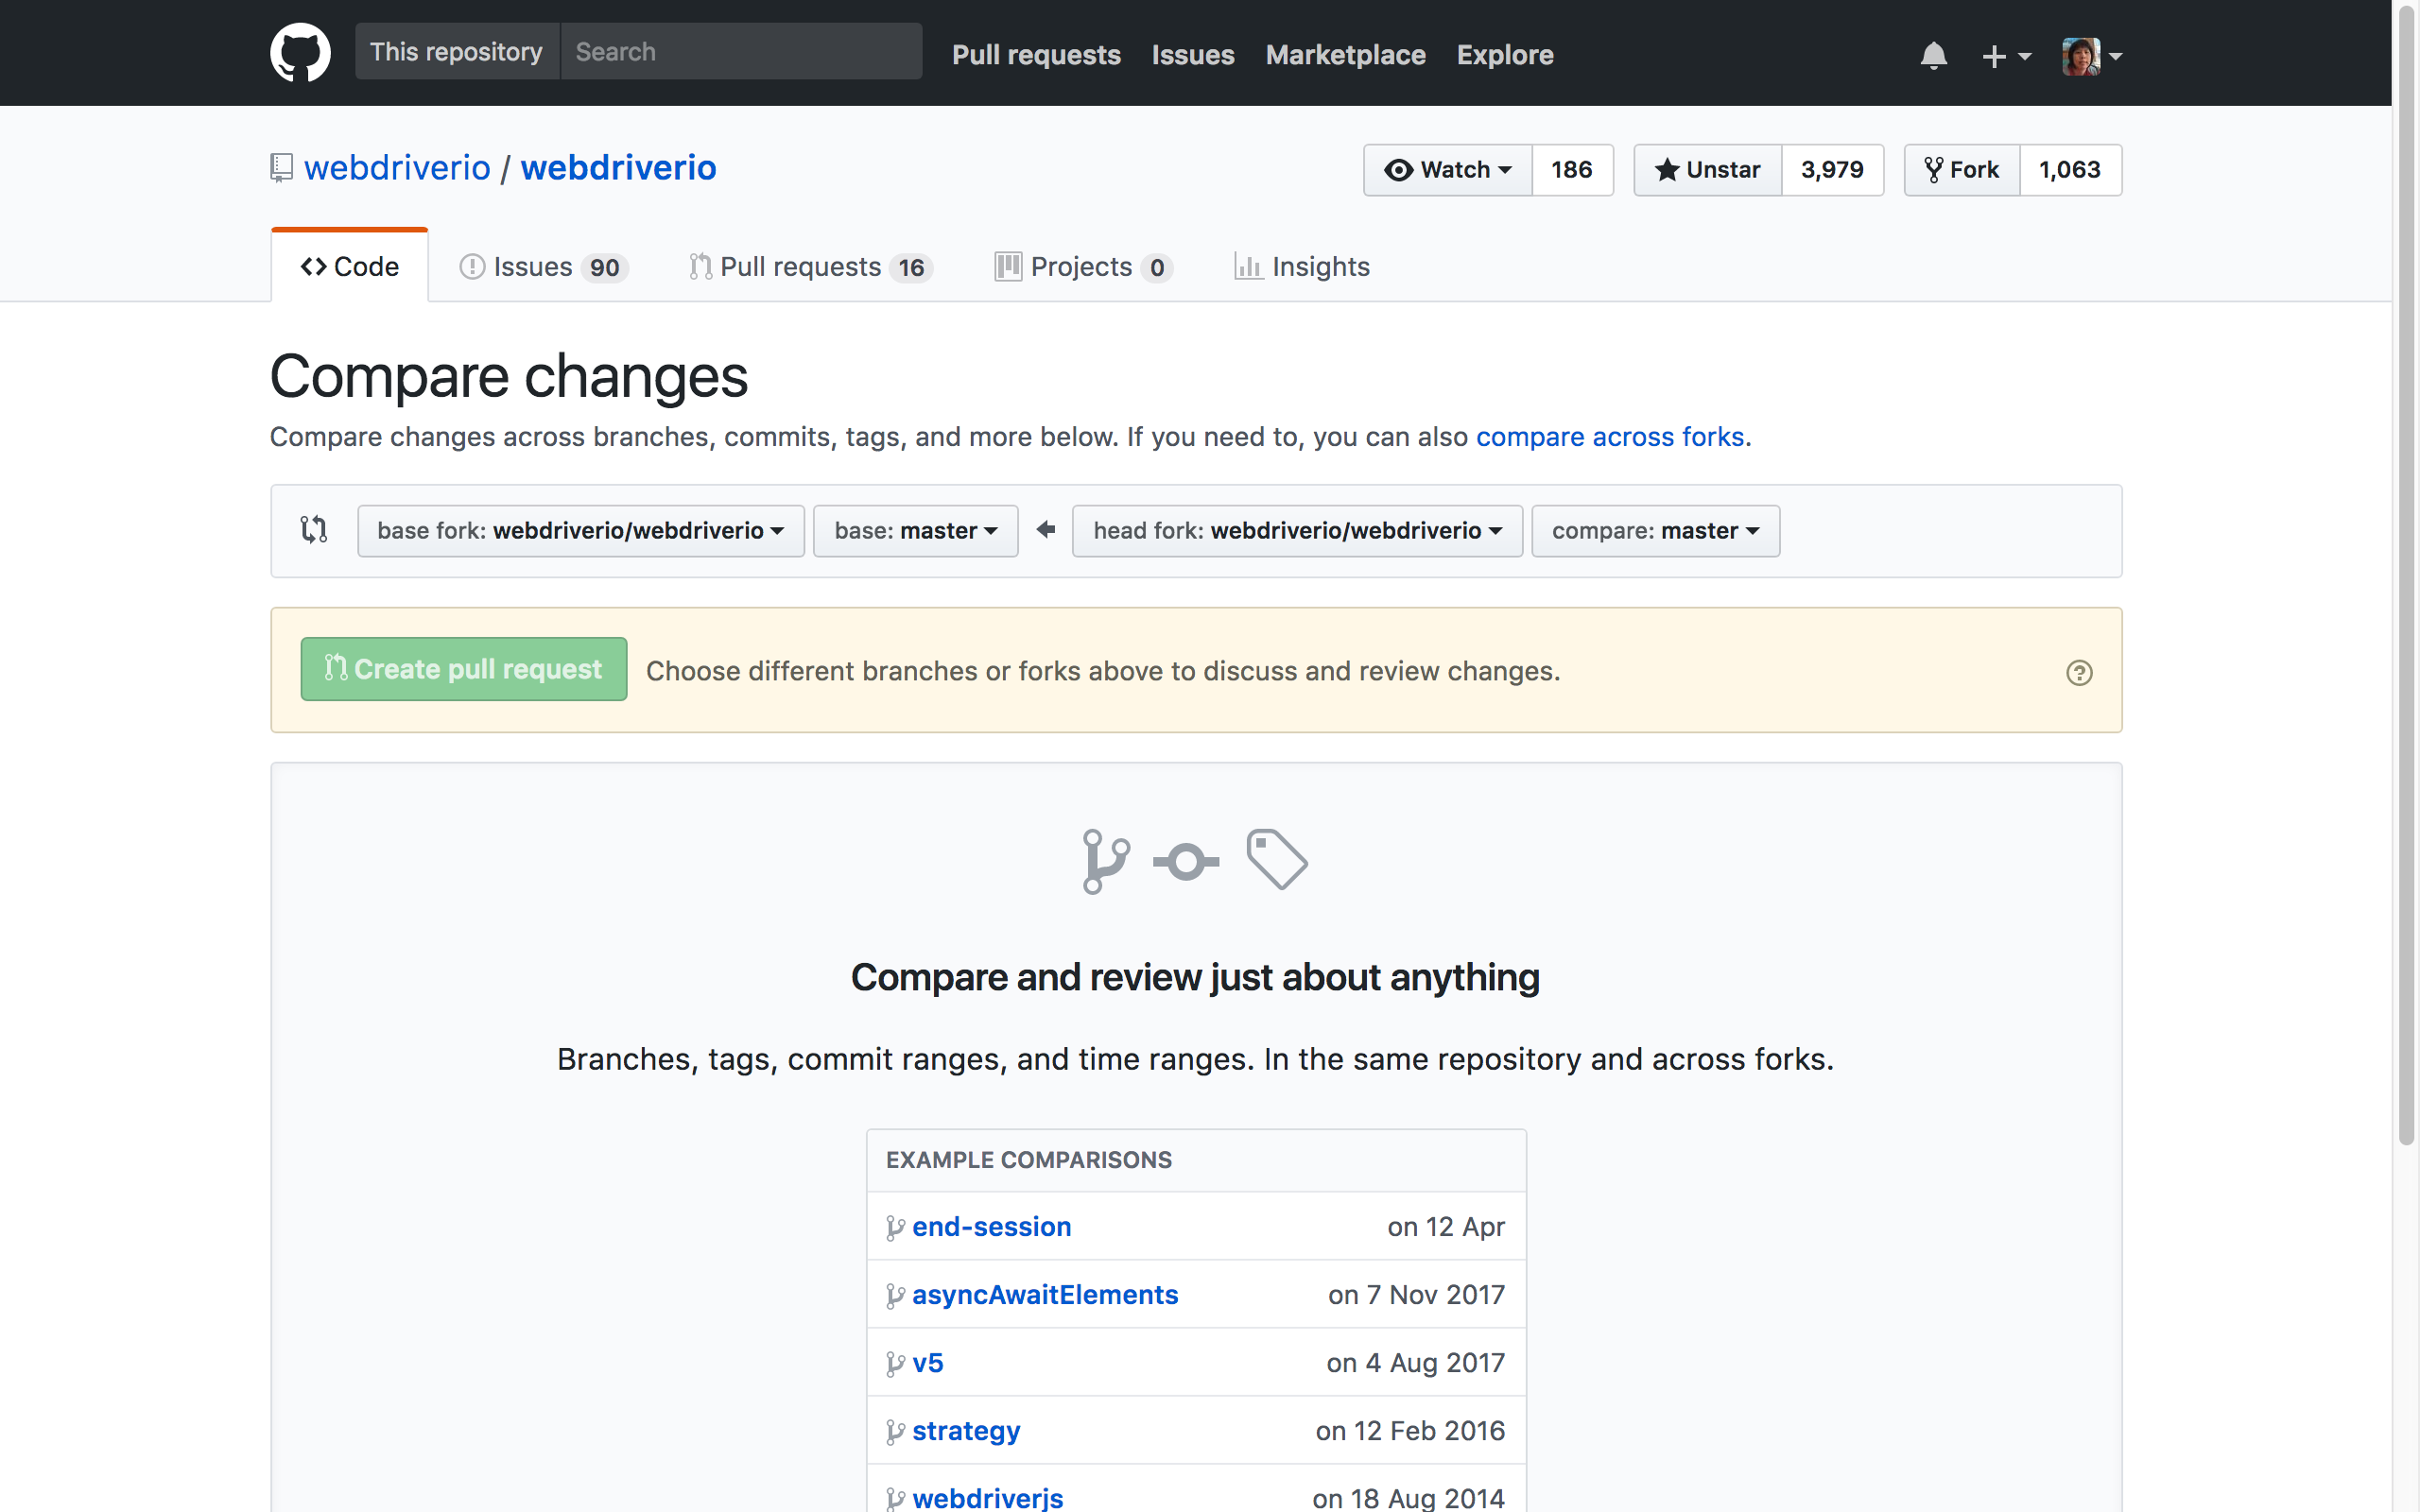 This repository Search Pull requests Issues Marketplace Explore
webdriverio / webdriverio Watch 186 Unstar 3,979 Fork 1,063
Code Issues 90 Pull requests 16 Projects 0 Insights
Compare changes
Compare changes across branches, commits, tags, and more below. If you need to, you can also compare across forks.
base fork: webdriverio/webdriverio base: master head fork: webdriverio/webdriverio compare: master
Create pull request Choose different branches or forks above to discuss and review changes.
Compare and review just about anything
Branches, tags, commit ranges, and time ranges. In the same repository and across forks.
EXAMPLE COMPARISONS
end-session on 12 Apr
asyncAwaitElements on 7 Nov 2017
v5 on 4 Aug 2017
strategy on 12 Feb 2016
webdriverjs on 18 Aug 2014